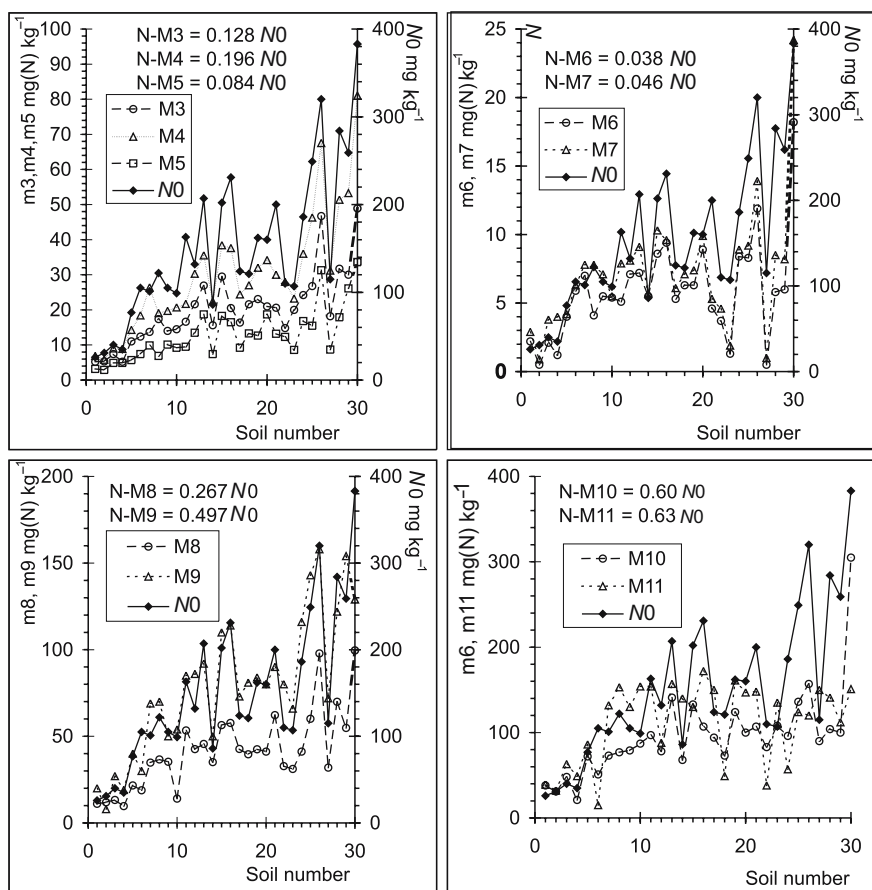 N-M3 = 0.128 N0
N-M4 = 0.196 N0
N-M5 = 0.084 N0
M3
M4
M5
N0
m3,m4,m5 mg(N) kg⁻¹
100
90
80
70
60
50
40
30
20
10
0
N0 mg kg⁻¹
400
300
200
100
0
0 10 20 30
Soil number
N
N-M6 = 0.038 N0
N-M7 = 0.046 N0
M6
M7
N0
m6, m7 mg(N) kg⁻¹
25
20
15
10
5
0
N0 mg kg⁻¹
400
300
200
100
0
0 10 20 30
Soil number
N-M8 = 0.267 N0
N-M9 = 0.497 N0
M8
M9
N0
m8, m9 mg(N) kg⁻¹
200
150
100
50
0
N0 mg kg⁻¹
400
300
200
100
0
0 10 20 30
Soil number
N-M10 = 0.60 N0
N-M11 = 0.63 N0
M10
M11
N0
m6, m11 mg(N) kg⁻¹
400
300
200
100
0
0 10 20 30
Soil number